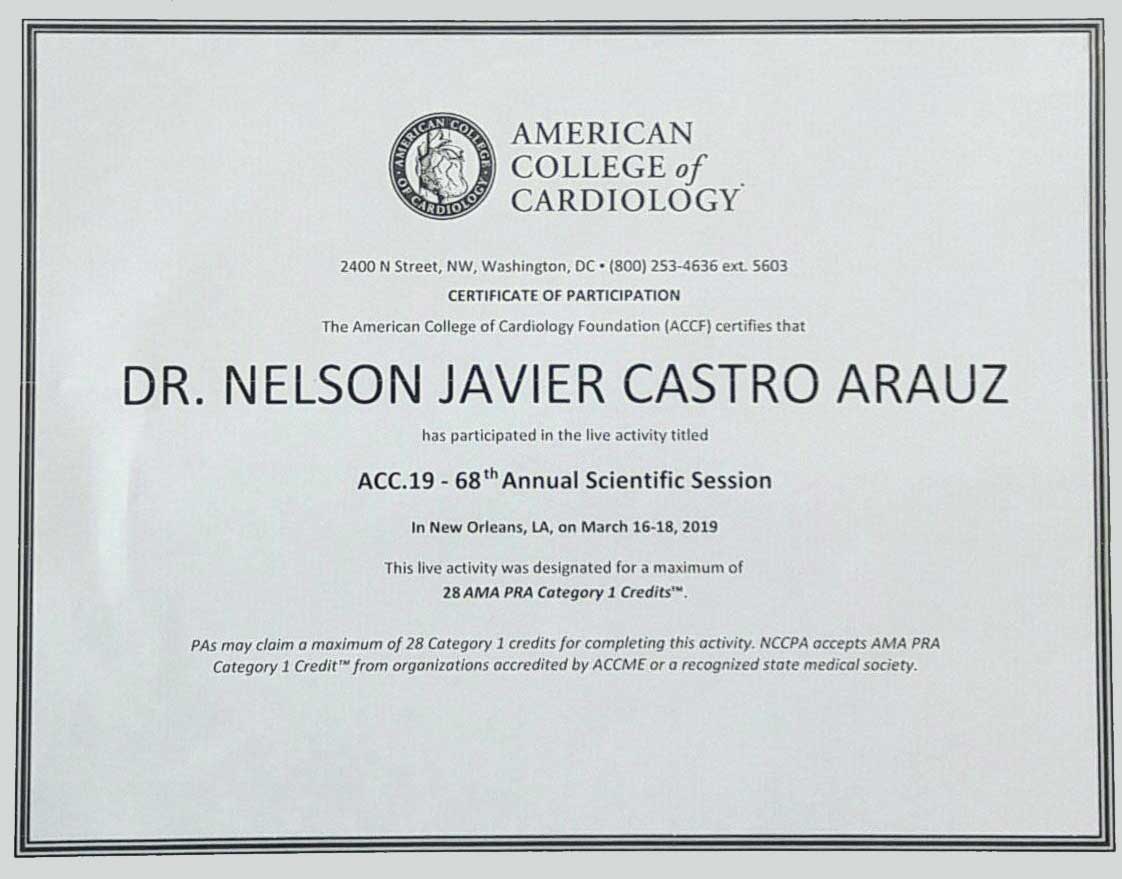 AMERICAN COLLEGE OF CARDIOLOGY
AMERICAN
COLLEGE of
CARDIOLOGY
2400 N Street, NW, Washington, DC • (800) 253-4636 ext. 5603
CERTIFICATE OF PARTICIPATION
The American College of Cardiology Foundation (ACCF) certifies that
DR. NELSON JAVIER CASTRO ARAUZ
has participated in the live activity titled
ACC.19 - 68th Annual Scientific Session
In New Orleans, LA, on March 16-18, 2019
This live activity was designated for a maximum of
28 AMA PRA Category 1 Credits™.
PAs may claim a maximum of 28 Category 1 credits for completing this activity. NCCPA accepts AMA PRA
Category 1 Credit™ from organizations accredited by ACCME or a recognized state medical society.